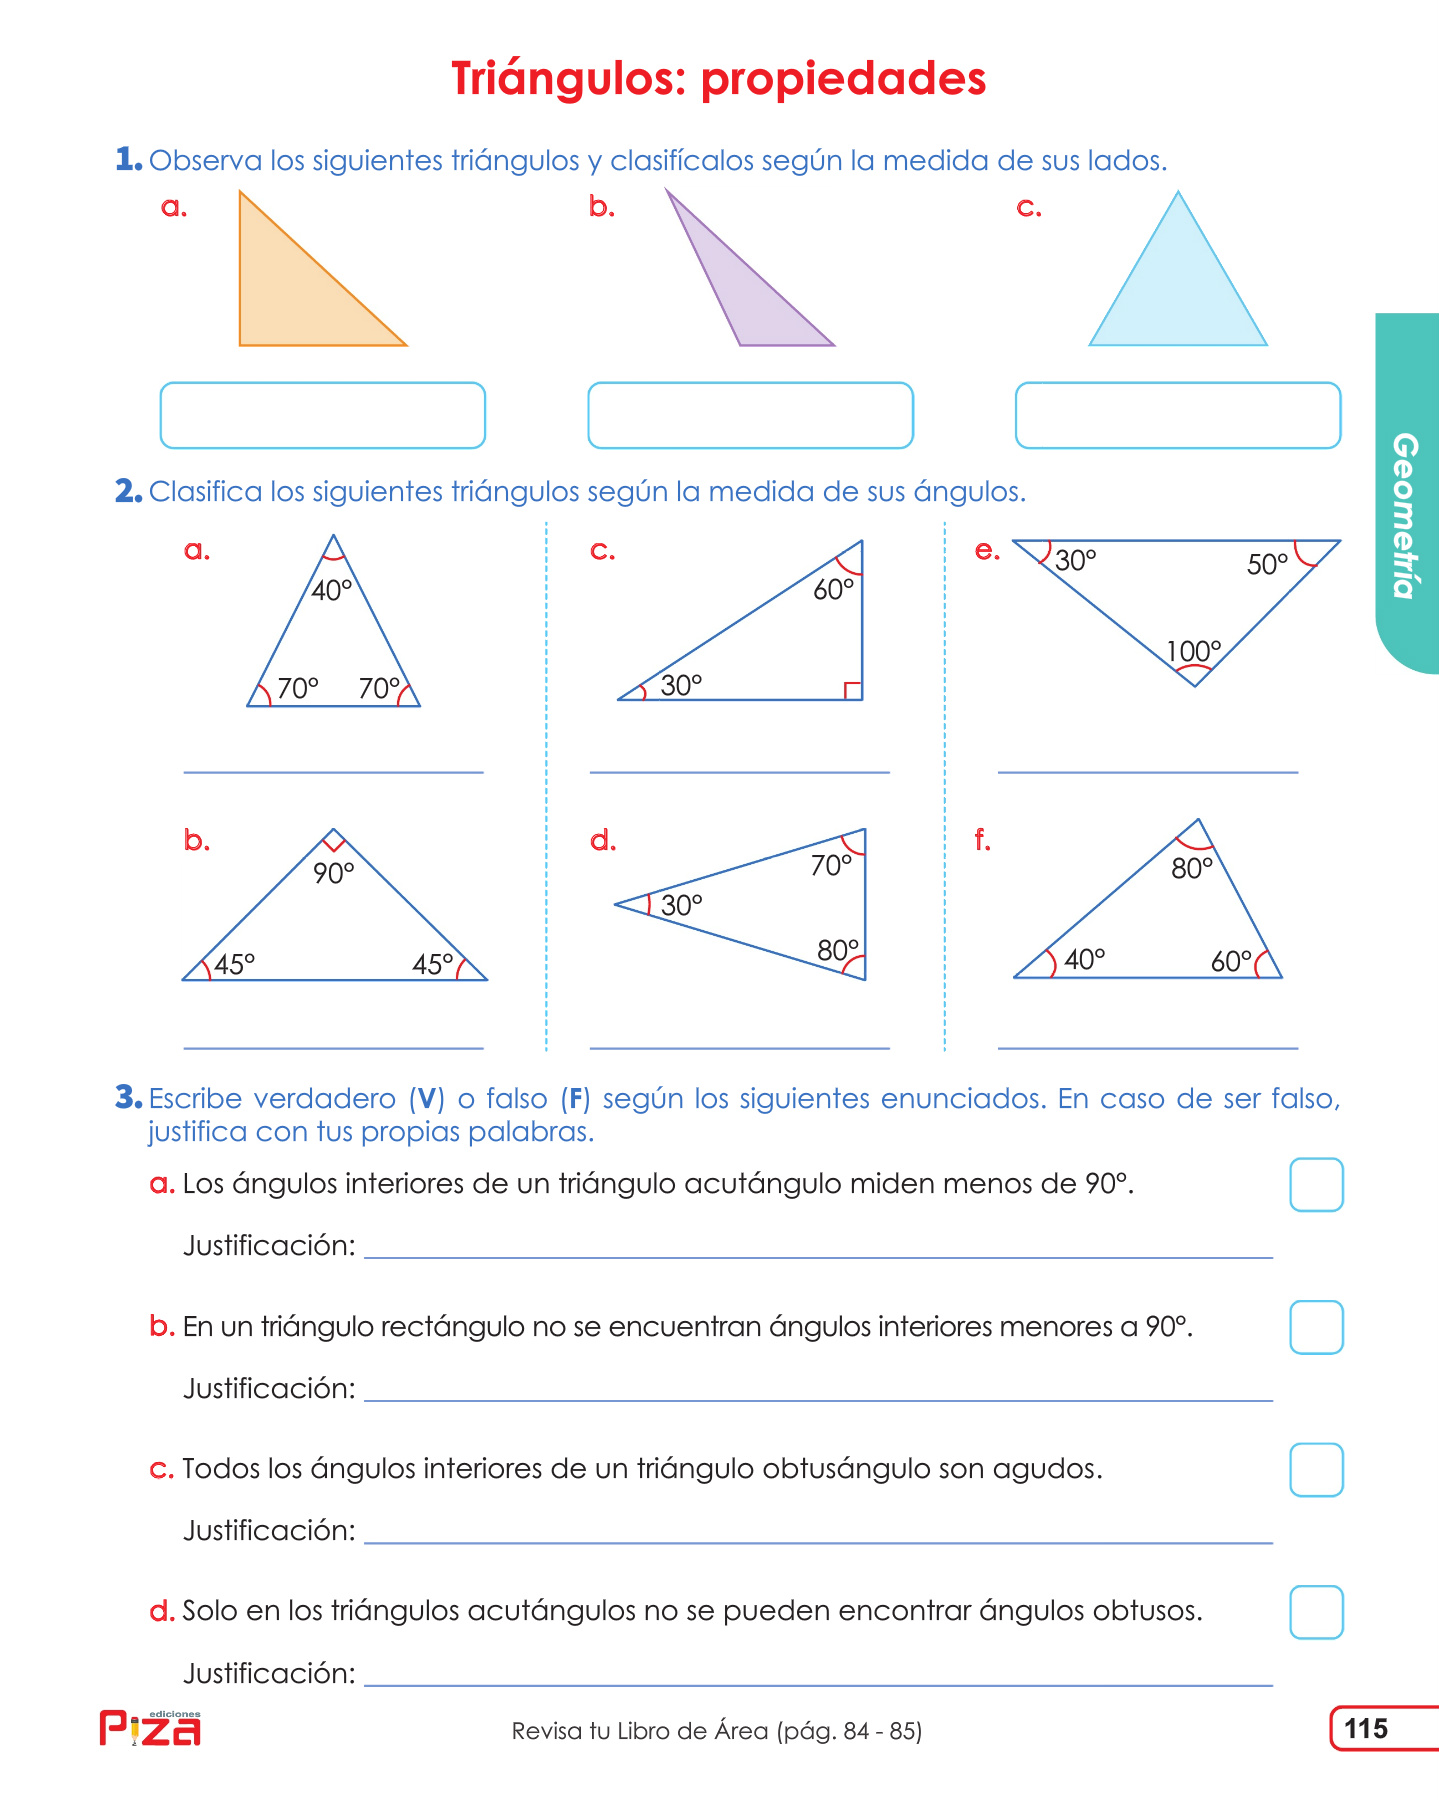 Triángulos: propiedades
1. Observa los siguientes triángulos y clasifícalos según la medida de sus lados.
a.
b.
c.
2. Clasifica los siguientes triángulos según la medida de sus ángulos.
a.
40°
70°
70°
c.
60°
30°
e.
30°
50°
100°
b.
90°
45°
45°
d.
70°
30°
80°
f.
80°
40°
60°
3. Escribe verdadero (V) o falso (F) según los siguientes enunciados. En caso de ser falso,
justifica con tus propias palabras.
a. Los ángulos interiores de un triángulo acutángulo miden menos de 90°.
Justificación:
b. En un triángulo rectángulo no se encuentran ángulos interiores menores a 90°.
Justificación:
c. Todos los ángulos interiores de un triángulo obtusángulo son agudos.
Justificación:
d. Solo en los triángulos acutángulos no se pueden encontrar ángulos obtusos.
Justificación:
Geometría
ediciones
Piza
Revisa tu Libro de Área (pág. 84 - 85)
115